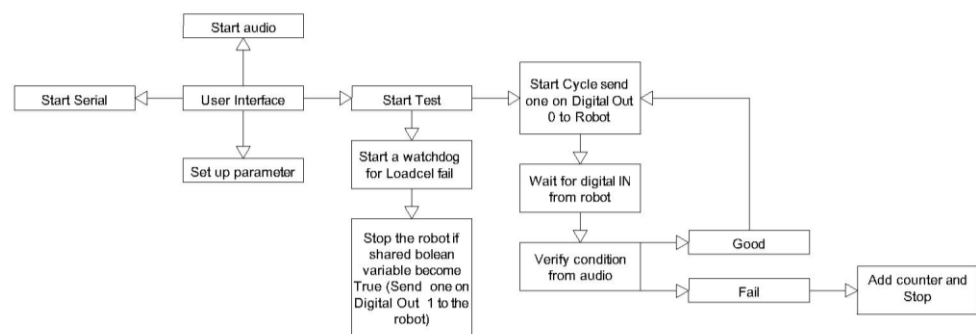 Start audio
Start Serial
User Interface
Start Test
Start Cycle send
one on Digital Out
0 to Robot
Set up parameter
Start a watchdog
for Loadcel fail
Wait for digital IN
from robot
Stop the robot if
shared bolean
variable become
True (Send one on
Digital Out 1 to the
robot)
Verify condition
from audio
Good
Fail
Add counter and
Stop